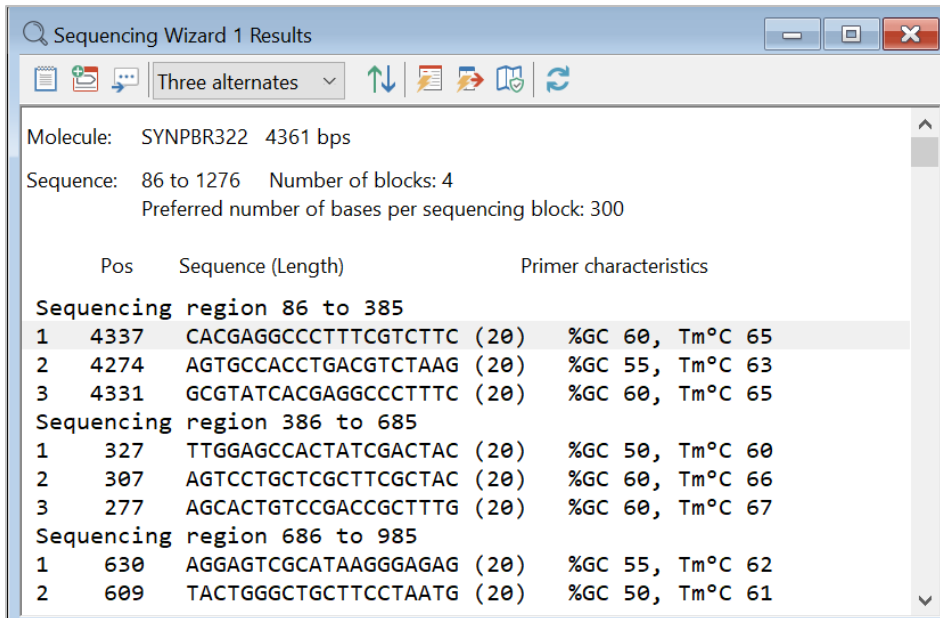 Sequencing Wizard 1 Results
Three alternates
Molecule: SYNPBR322 4361 bps
Sequence: 86 to 1276 Number of blocks: 4
Preferred number of bases per sequencing block: 300
Pos Sequence (Length) Primer characteristics
Sequencing region 86 to 385
1 4337 CACGAGGCCCTTTCGTCTTC (20) %GC 60, Tm°C 65
2 4274 AGTGCCACCTGACGTCTAAG (20) %GC 55, Tm°C 63
3 4331 GCGTATCACGAGGCCCTTTC (20) %GC 60, Tm°C 65
Sequencing region 386 to 685
1 327 TTGGAGCCACTATCGACTAC (20) %GC 50, Tm°C 60
2 307 AGTCCTGCTCGCTTCGCTAC (20) %GC 60, Tm°C 66
3 277 AGCACTGTCCGACCGCTTTG (20) %GC 60, Tm°C 67
Sequencing region 686 to 985
1 630 AGGAGTCGCATAAGGGAGAG (20) %GC 55, Tm°C 62
2 609 TACTGGGCTGCTTCCTAATG (20) %GC 50, Tm°C 61